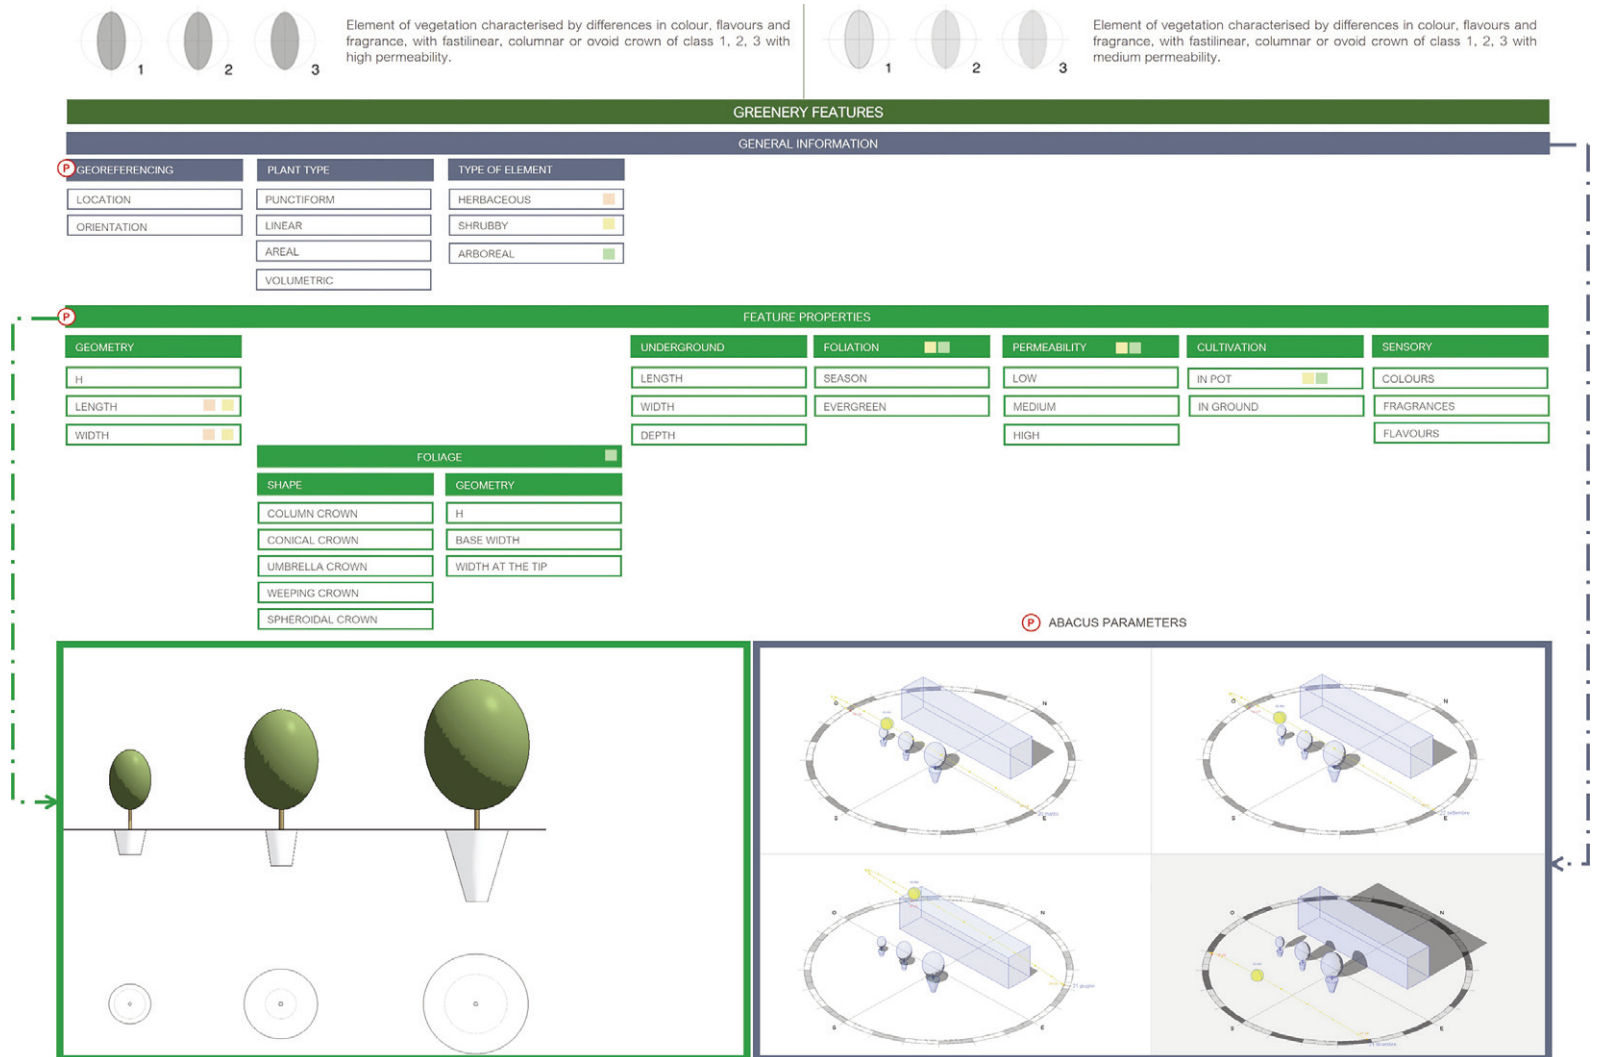 Element of vegetation characterised by differences in colour, flavours and
fragrance, with fastilinear, columnar or ovoid crown of class 1, 2, 3 with
high permeability.
1
2
3
Element of vegetation characterised by differences in colour, flavours and
fragrance, with fastilinear, columnar or ovoid crown of class 1, 2, 3 with
medium permeability.
1
2
3
GREENERY FEATURES
GENERAL INFORMATION
P
GEOREFERENCING
LOCATION
ORIENTATION
PLANT TYPE
PUNCTIFORM
LINEAR
AREAL
VOLUMETRIC
TYPE OF ELEMENT
HERBACEOUS
SHRUBBY
ARBOREAL
P
FEATURE PROPERTIES
GEOMETRY
H
LENGTH
WIDTH
FOLIAGE
SHAPE
COLUMN CROWN
CONICAL CROWN
UMBRELLA CROWN
WEEPING CROWN
SPHEROIDAL CROWN
GEOMETRY
H
BASE WIDTH
WIDTH AT THE TIP
UNDERGROUND
LENGTH
WIDTH
DEPTH
FOLIATION
SEASON
EVERGREEN
PERMEABILITY
LOW
MEDIUM
HIGH
CULTIVATION
IN POT
IN GROUND
SENSORY
COLOURS
FRAGRANCES
FLAVOURS
P ABACUS PARAMETERS
O
N
S
E
O
N
S
E
O
N
S
E
21 giugno
O
N
S
E